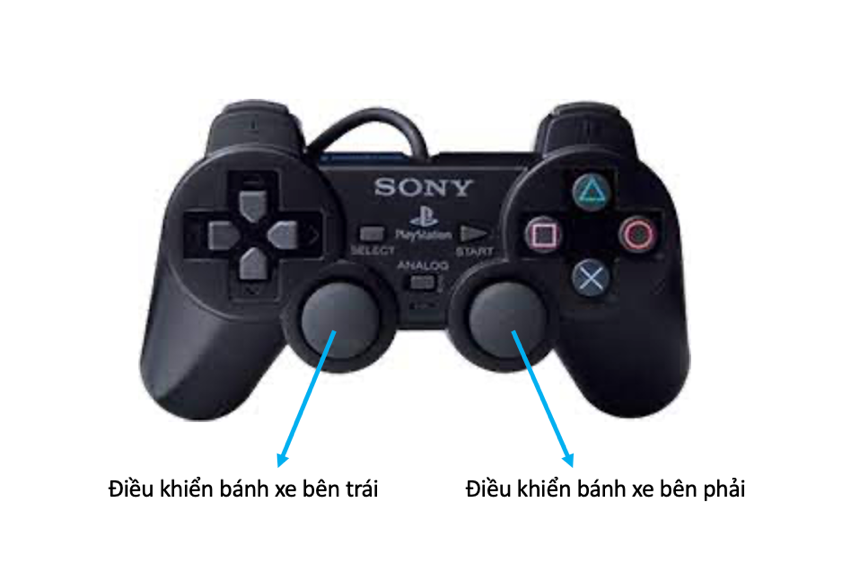 SONY
PlayStation
SELECT
START
ANALOG
Điều khiển bánh xe bên trái
Điều khiển bánh xe bên phải